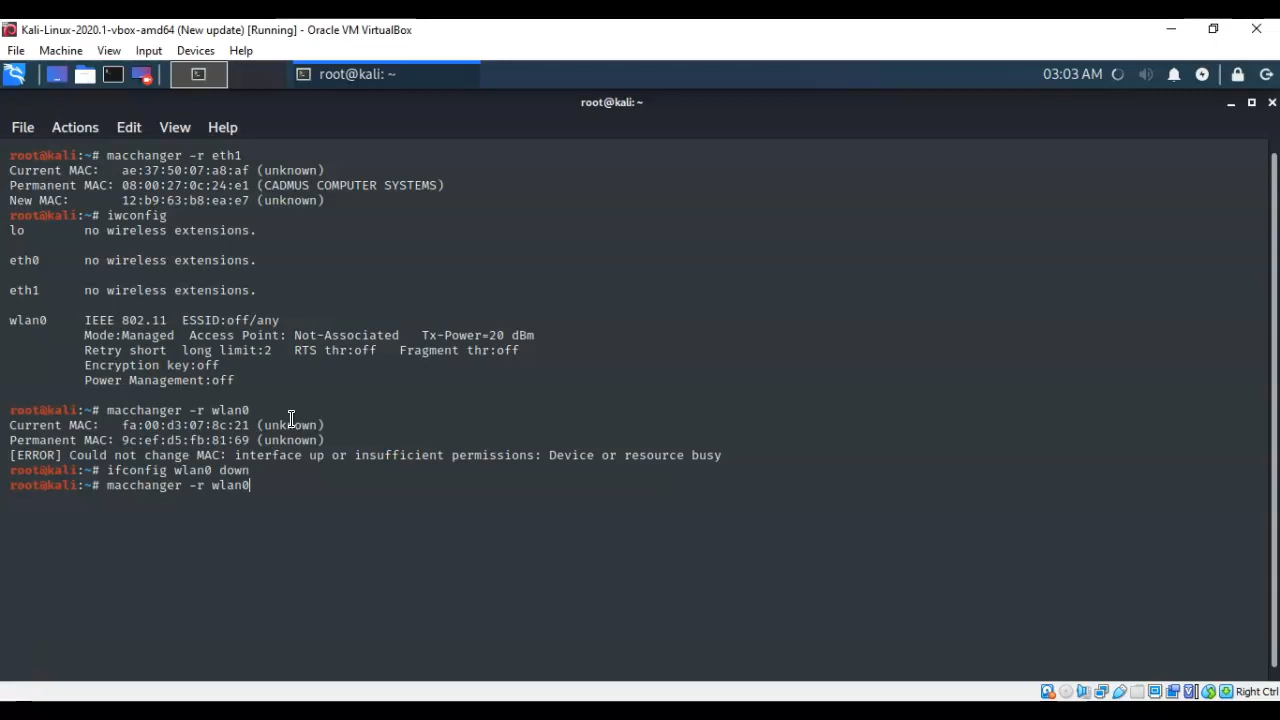 Kali-Linux-2020.1-vbox-amd64 (New update) [Running] - Oracle VM VirtualBox
File Machine View Input Devices Help
root@kali: ~ 03:03 AM
root@kali: ~
File Actions Edit View Help
root@kali:~# macchanger -r eth1
Current MAC:   ae:37:50:07:a8:af (unknown)
Permanent MAC: 08:00:27:0c:24:e1 (CADMUS COMPUTER SYSTEMS)
New MAC:       12:b9:63:b8:ea:e7 (unknown)
root@kali:~# iwconfig
lo        no wireless extensions.
eth0      no wireless extensions.
eth1      no wireless extensions.
wlan0     IEEE 802.11  ESSID:off/any
Mode:Managed  Access Point: Not-Associated   Tx-Power=20 dBm
Retry short  long limit:2   RTS thr:off   Fragment thr:off
Encryption key:off
Power Management:off
root@kali:~# macchanger -r wlan0
Current MAC:   fa:00:d3:07:8c:21 (unknown)
Permanent MAC: 9c:ef:d5:fb:81:69 (unknown)
[ERROR] Could not change MAC: interface up or insufficient permissions: Device or resource busy
root@kali:~# ifconfig wlan0 down
root@kali:~# macchanger -r wlan0
Right Ctrl